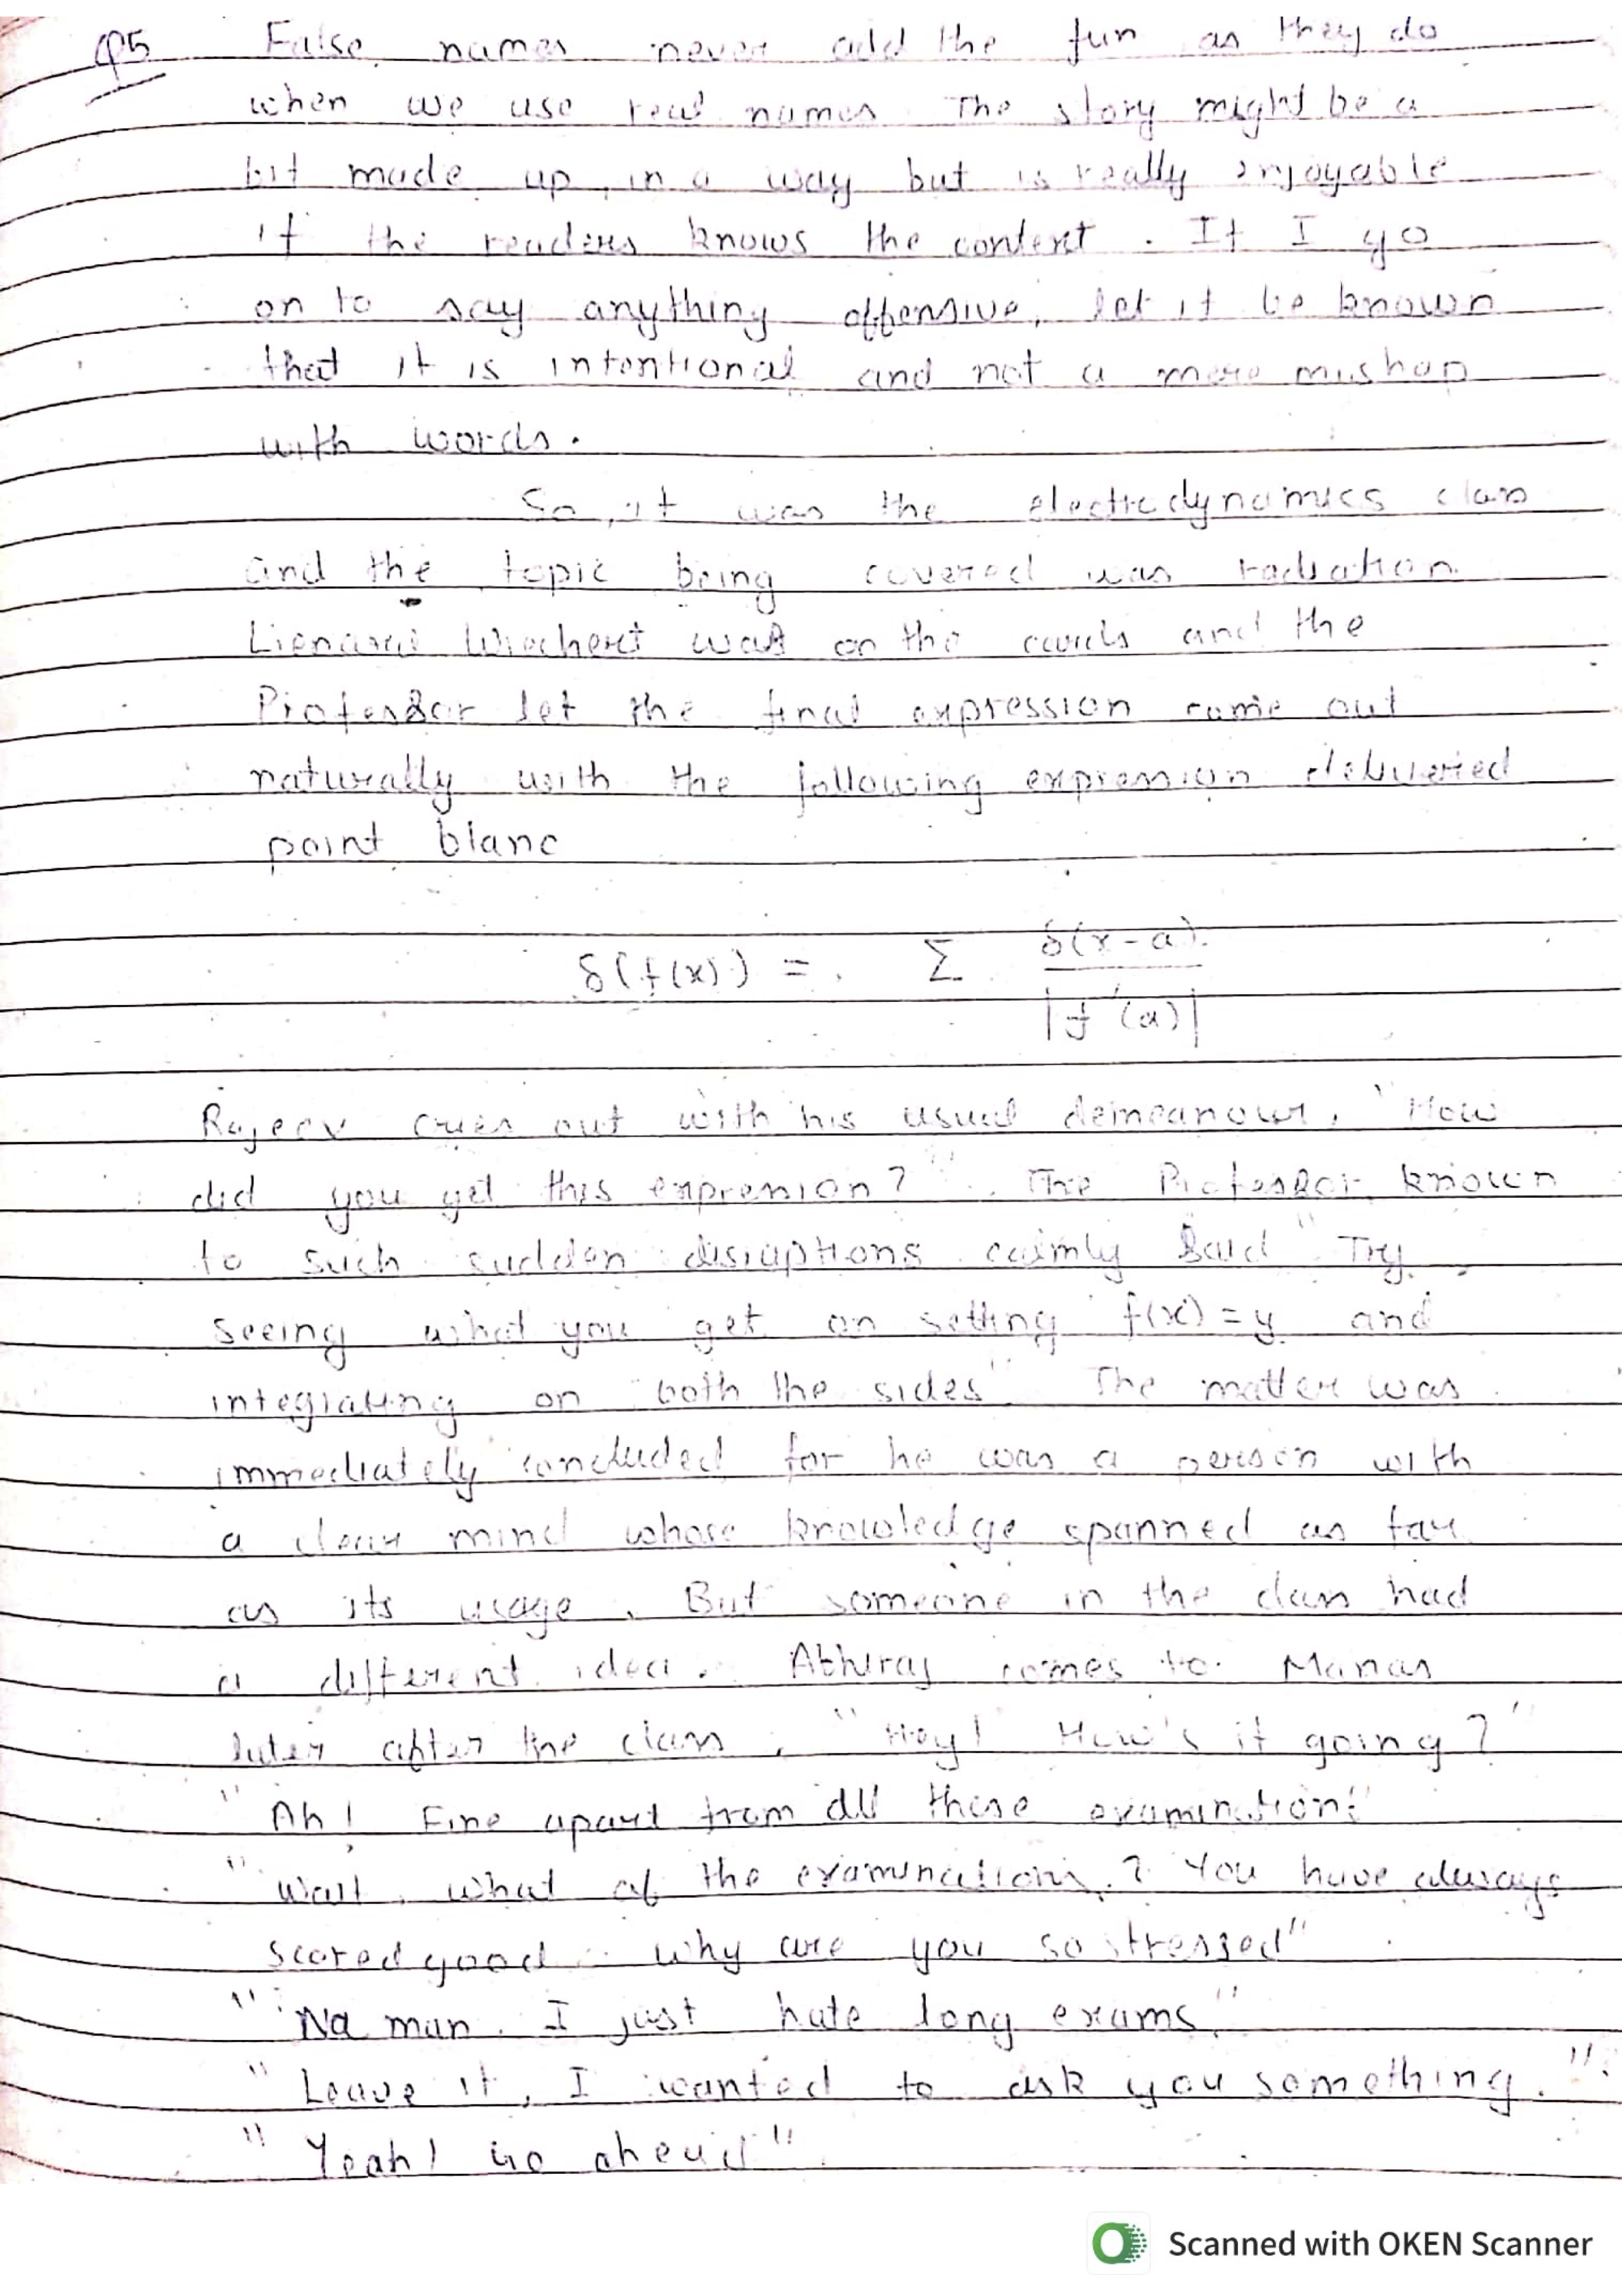 Q5 False names never add the fun as they do
when we use real names. The story might be a
bit made up, in a way but is really enjoyable
if the readers knows the context. If I go
on to say anything offensive, let it be known
that it is intentional and not a mere mishap
with words.
So, it was the electrodynamics class
and the topic being covered was radiation.
Lienard Wiechert was on the cards and the
Professor let the final expression come out
naturally with the following expression delivered
point blanc
δ(f(x)) = Σ δ(x-a) / |f'(a)|
Rajeev cries out with his usual demeanour, "How
did you get this expression?". The Professor known
to such sudden disruptions calmly said "Try
seeing what you get on setting f(x) = y and
integrating on both the sides". The matter was
immediately concluded for he was a person with
a clear mind whose knowledge spanned as far
as its usage. But someone in the class had
a different idea. Abhiraj comes to Manas
later after the class, "Hey! How's it going?"
"Ah! Fine apart from all these examination!"
"Wait, what of the examinations? You have always
scored good. why are you so stressed"
"Na man. I just hate long exams."
"Leave it, I wanted to ask you something."
"Yeah! Go ahead".
Scanned with OKEN Scanner